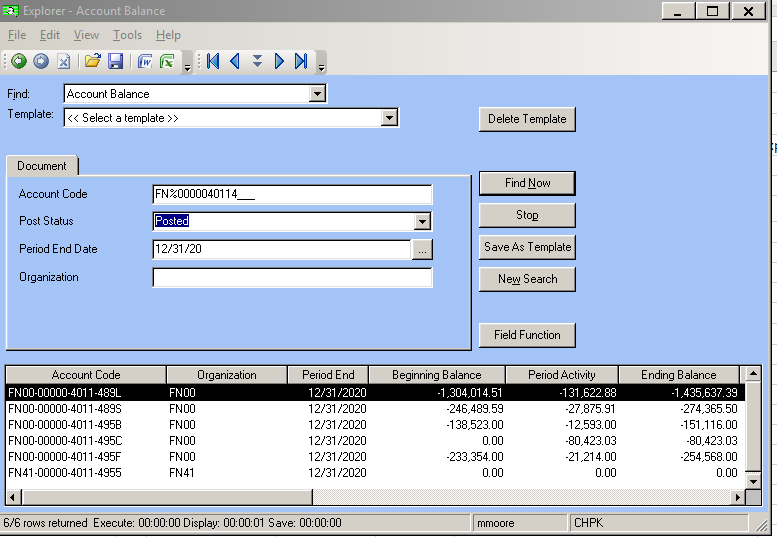 Explorer - Account Balance
File Edit View Tools Help
Find: Account Balance
Template: << Select a template >> Delete Template
Document
Account Code FN%0000040114___ Find Now
Post Status Posted Stop
Period End Date 12/31/20 ... Save As Template
Organization New Search
Field Function
Account Code Organization Period End Beginning Balance Period Activity Ending Balance
FN00-00000-4011-489L FN00 12/31/2020 -1,304,014.51 -131,622.88 -1,435,637.39
FN00-00000-4011-489S FN00 12/31/2020 -246,489.59 -27,875.91 -274,365.50
FN00-00000-4011-495B FN00 12/31/2020 -138,523.00 -12,593.00 -151,116.00
FN00-00000-4011-495C FN00 12/31/2020 0.00 -80,423.03 -80,423.03
FN00-00000-4011-495F FN00 12/31/2020 -233,354.00 -21,214.00 -254,568.00
FN41-00000-4011-4955 FN41 12/31/2020 0.00 0.00 0.00
6/6 rows returned Execute: 00:00:00 Display: 00:00:01 Save: 00:00:00 mmoore CHPK